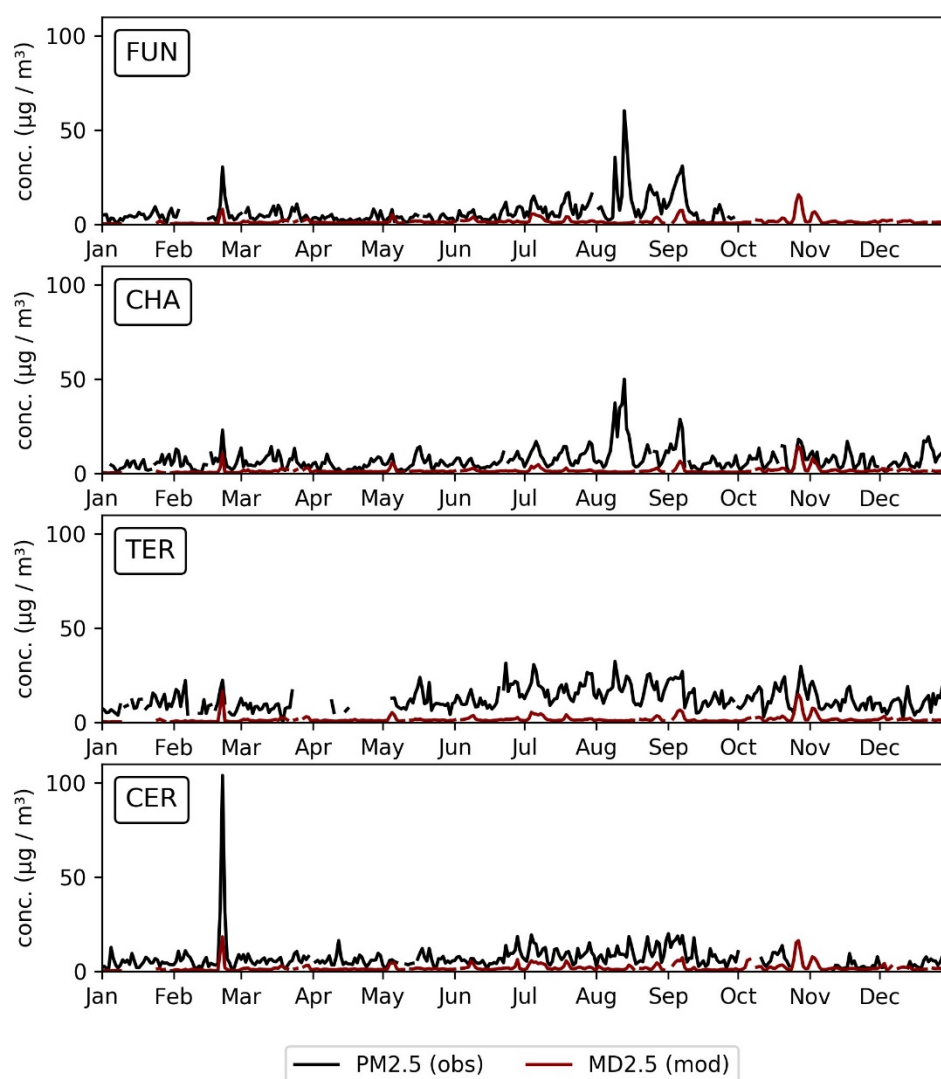 FUN
conc. (µg / m³)
100
50
0
Jan Feb Mar Apr May Jun Jul Aug Sep Oct Nov Dec
CHA
conc. (µg / m³)
100
50
0
Jan Feb Mar Apr May Jun Jul Aug Sep Oct Nov Dec
TER
conc. (µg / m³)
100
50
0
Jan Feb Mar Apr May Jun Jul Aug Sep Oct Nov Dec
CER
conc. (µg / m³)
100
50
0
Jan Feb Mar Apr May Jun Jul Aug Sep Oct Nov Dec
PM2.5 (obs) MD2.5 (mod)